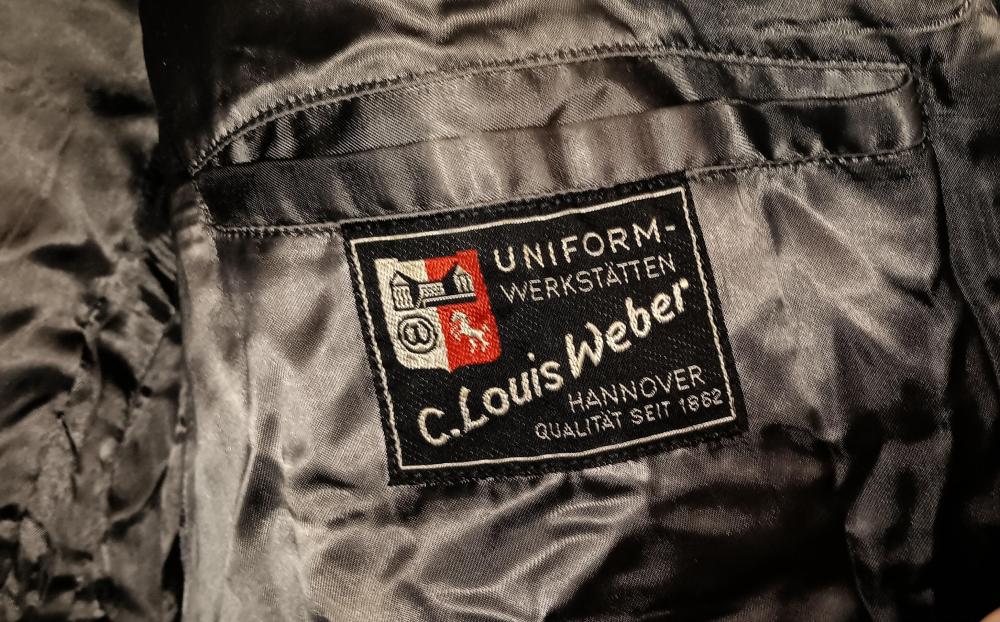 UNIFORM-
WERKSTÄTTEN
C. Louis Weber
HANNOVER
QUALITÄT SEIT 1862